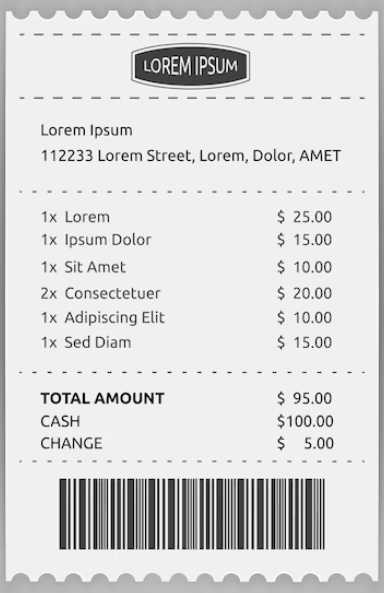 LOREM IPSUM
Lorem Ipsum
112233 Lorem Street, Lorem, Dolor, AMET
1x Lorem $ 25.00
1x Ipsum Dolor $ 15.00
1x Sit Amet $ 10.00
2x Consectetuer $ 20.00
1x Adipiscing Elit $ 10.00
1x Sed Diam $ 15.00
TOTAL AMOUNT $ 95.00
CASH $100.00
CHANGE $ 5.00